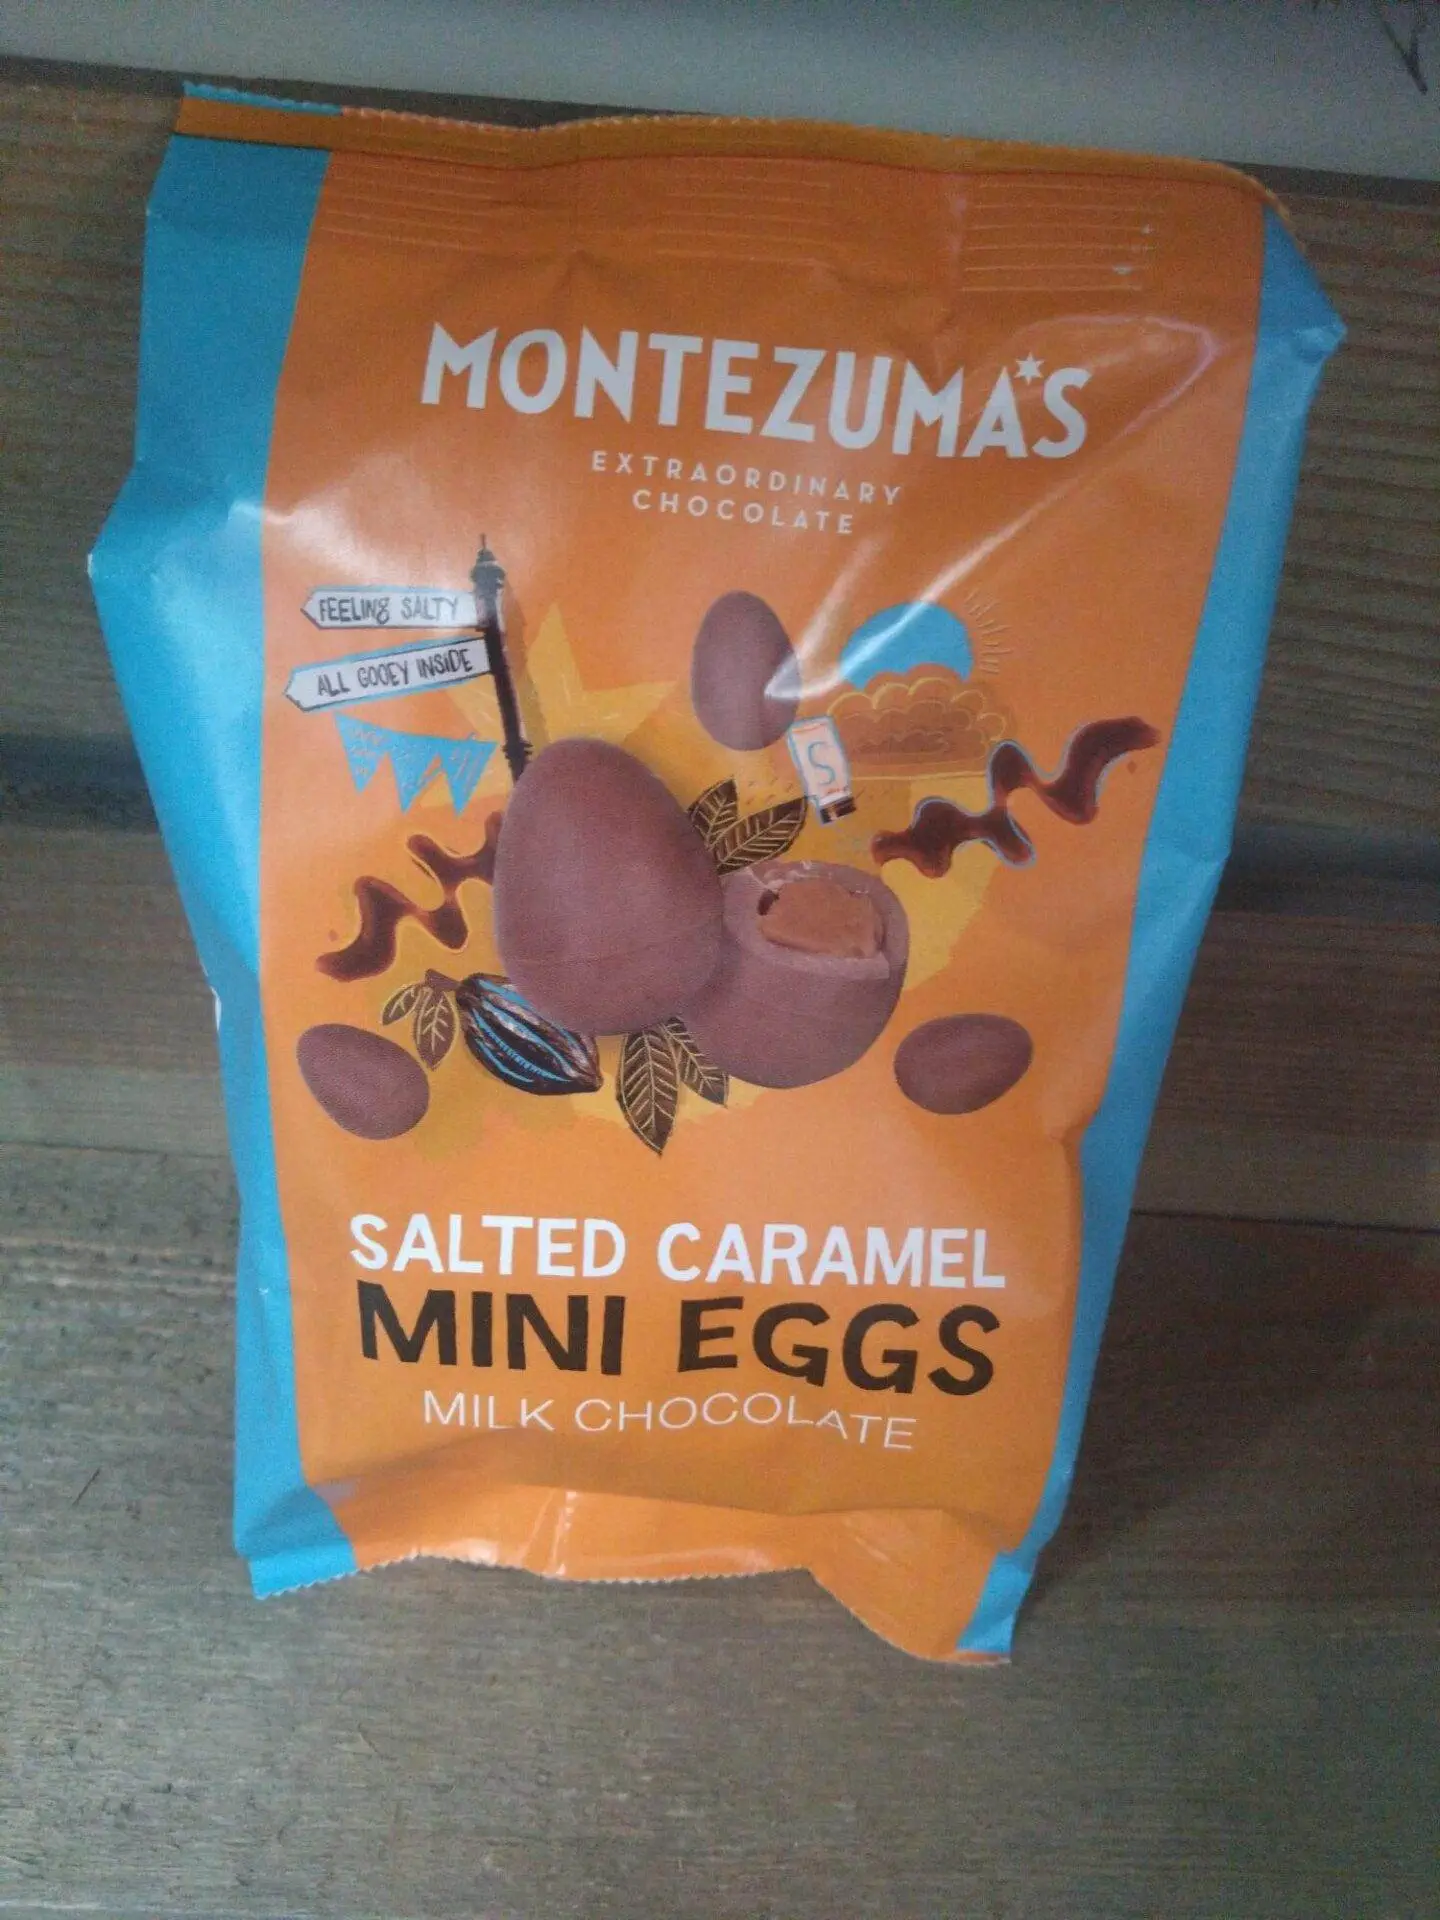 MONTEZUMA'S
EXTRAORDINARY
CHOCOLATE
FEELING SALTY
ALL GOOEY INSIDE
S
SALTED CARAMEL
MINI EGGS
MILK CHOCOLATE